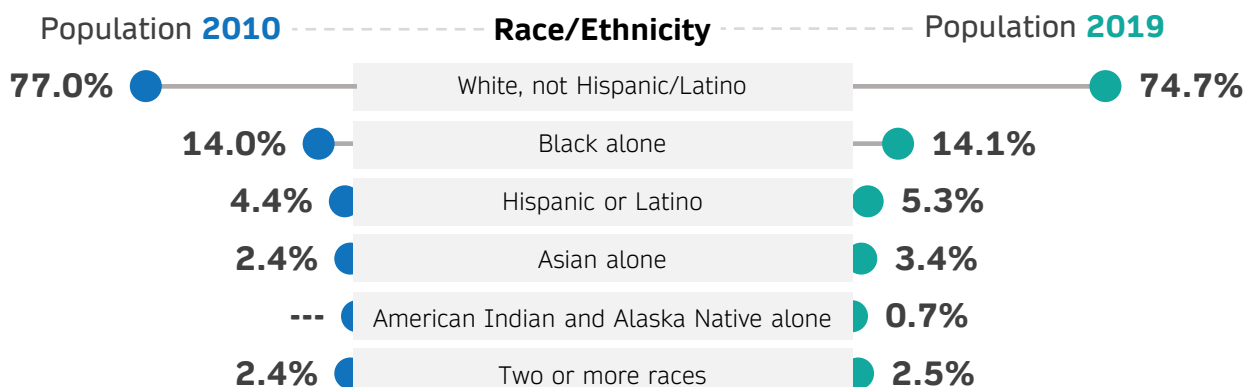 Population 2010 Race/Ethnicity Population 2019
77.0% White, not Hispanic/Latino 74.7%
14.0% Black alone 14.1%
4.4% Hispanic or Latino 5.3%
2.4% Asian alone 3.4%
--- American Indian and Alaska Native alone 0.7%
2.4% Two or more races 2.5%